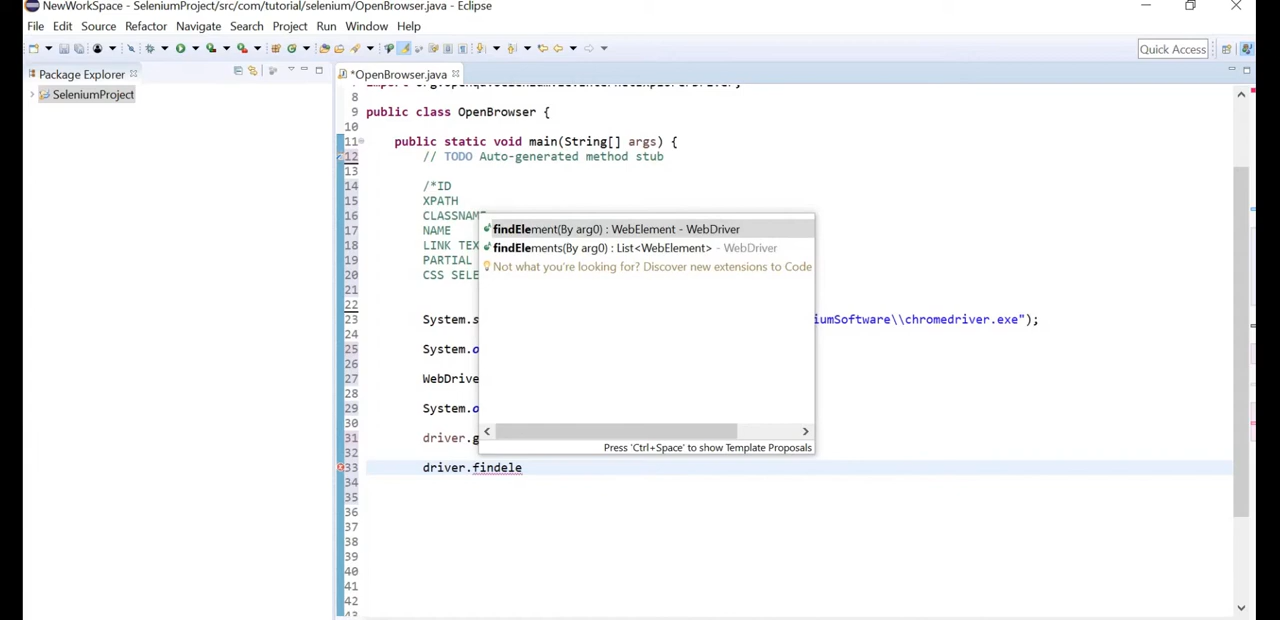 NewWorkSpace - SeleniumProject/src/com/tutorial/selenium/OpenBrowser.java - Eclipse
File Edit Source Refactor Navigate Search Project Run Window Help
Quick Access
Package Explorer
*OpenBrowser.java
SeleniumProject
8
9 public class OpenBrowser {
10
11 public static void main(String[] args) {
12 // TODO Auto-generated method stub
13
14 /*ID
15 XPATH
16 CLASSNAME
17 NAME
18 LINK TEX
19 PARTIAL
20 CSS SELE
21
22
23 System.s iumSoftware\\chromedriver.exe");
24
25 System.o
26
27 WebDrive
28
29 System.o
30
31 driver.g
32
33 driver.findele
34
35
36
37
38
39
40
41
42
43
findElement(By arg0) : WebElement - WebDriver
findElements(By arg0) : List<WebElement> - WebDriver
Not what you're looking for? Discover new extensions to Code
Press 'Ctrl+Space' to show Template Proposals